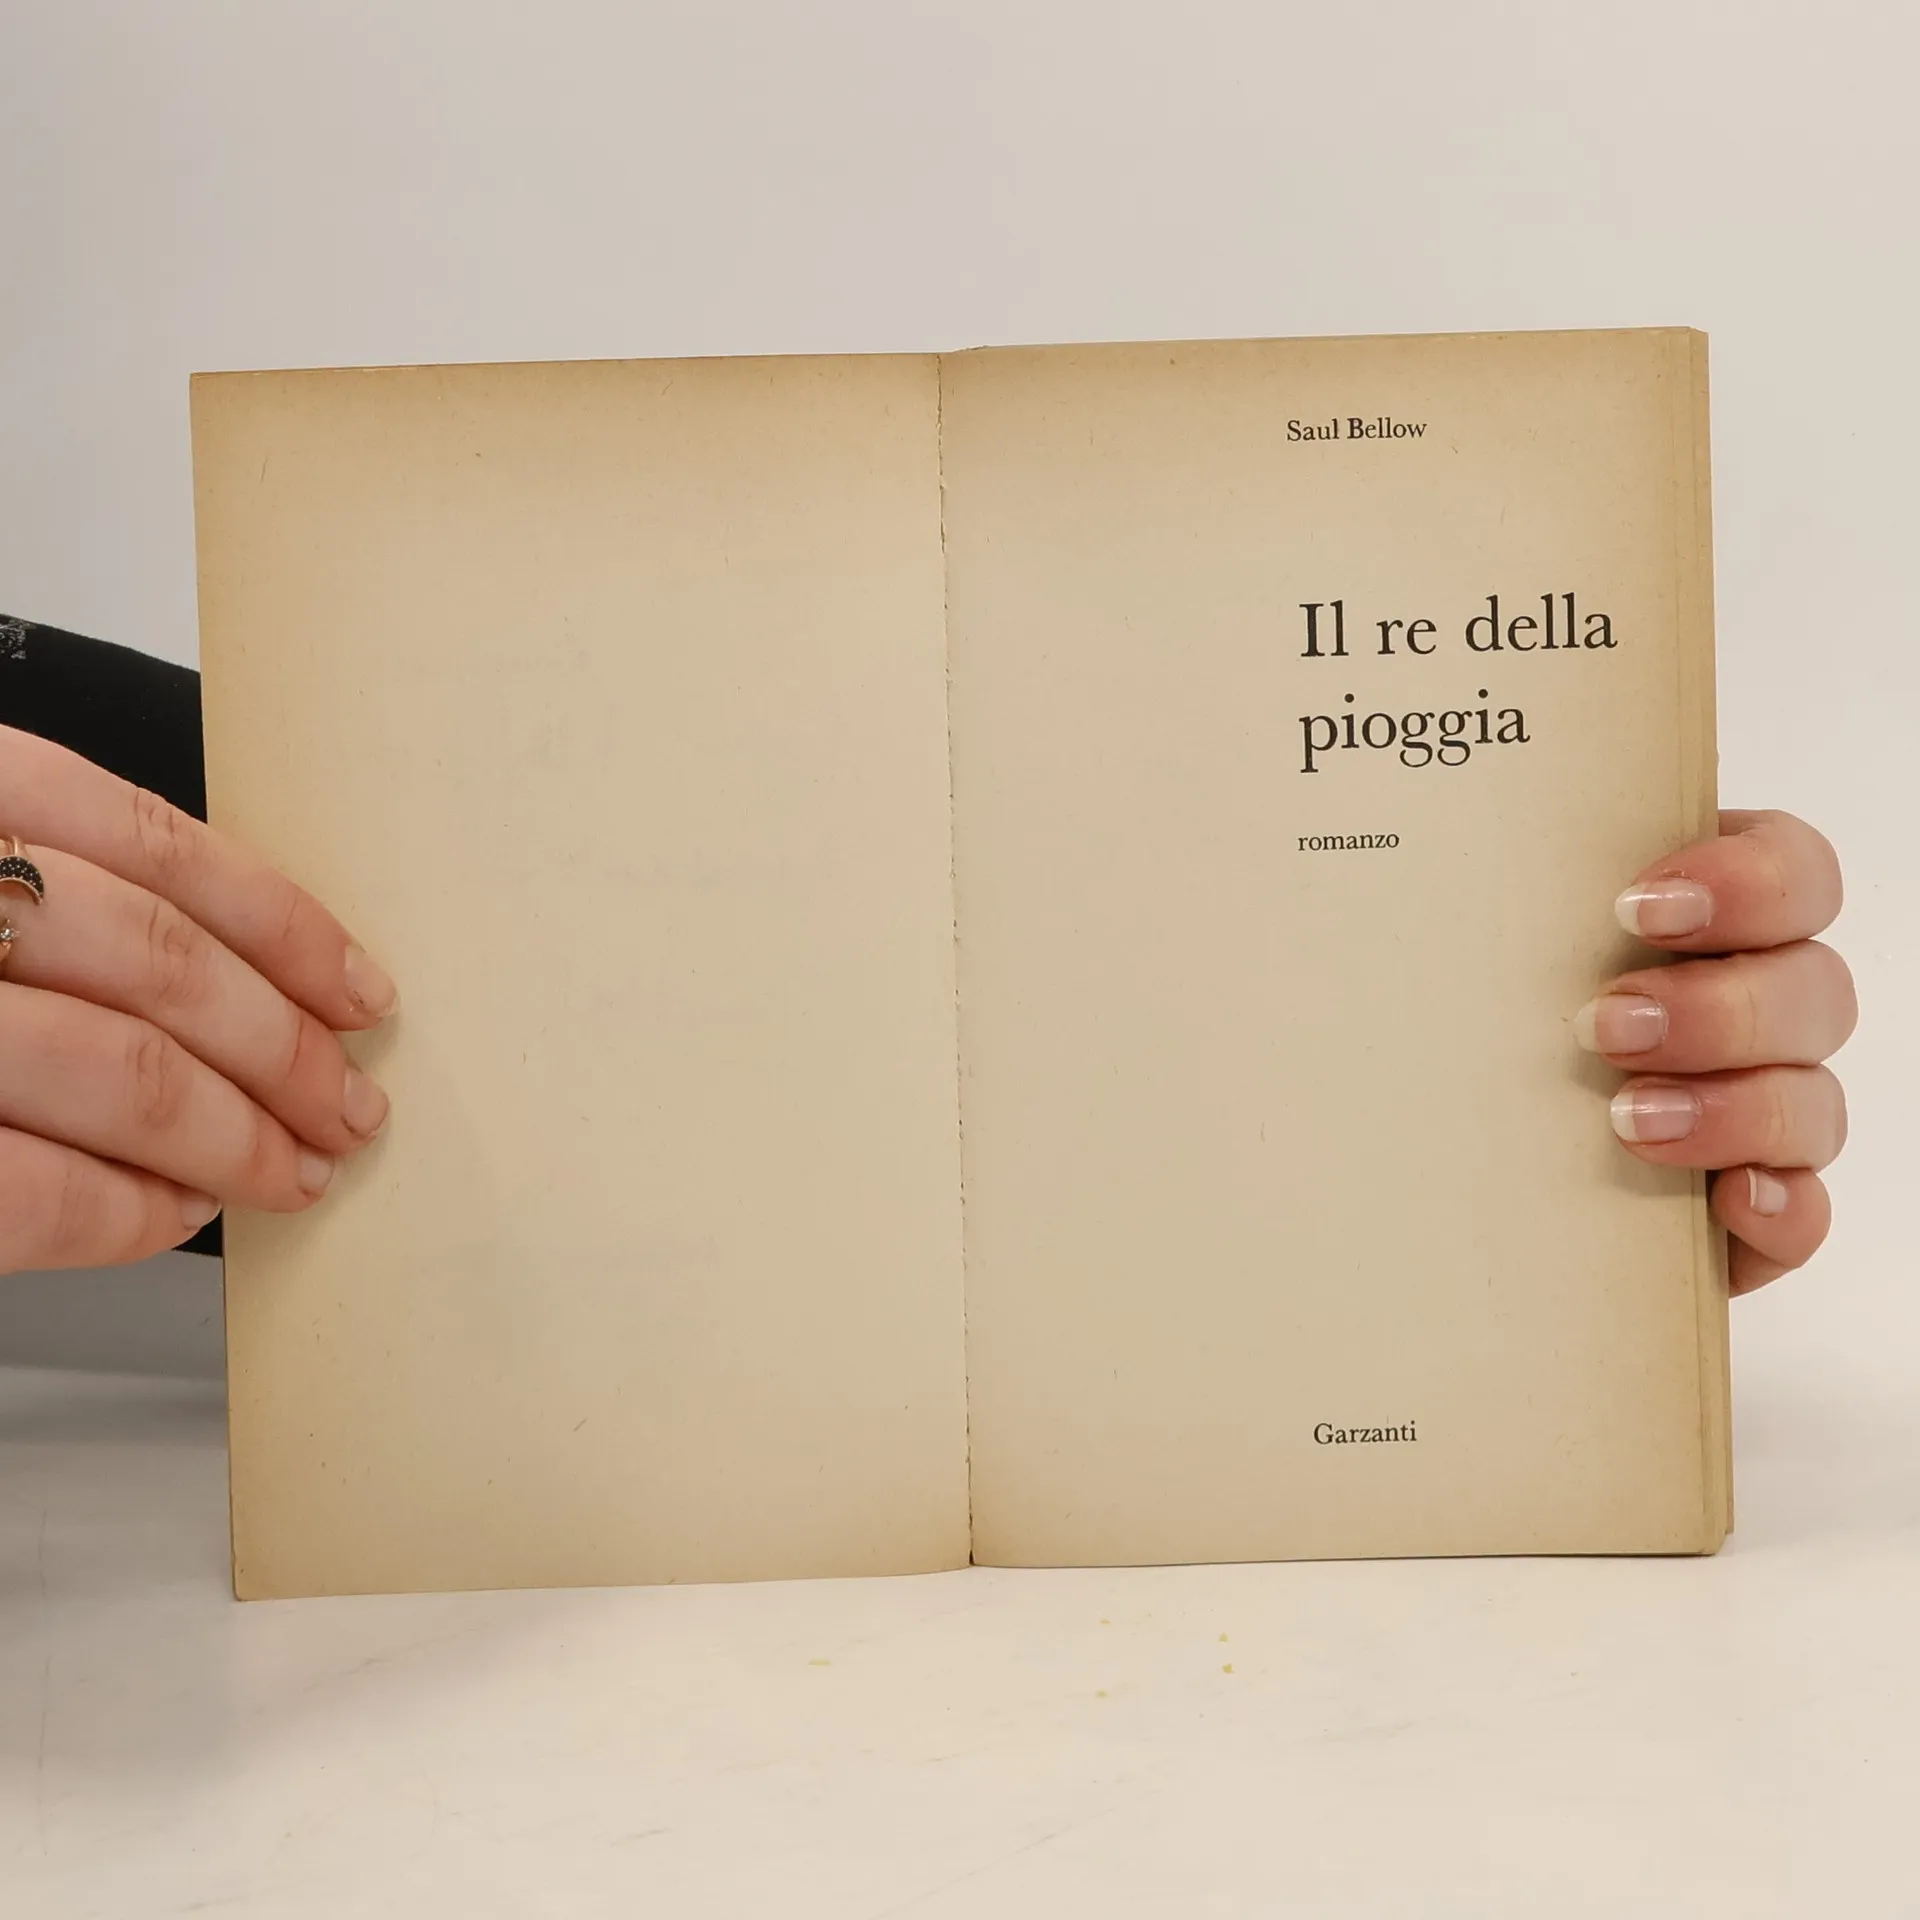 Saul Bellow
Il re della
pioggia
romanzo
Garzanti